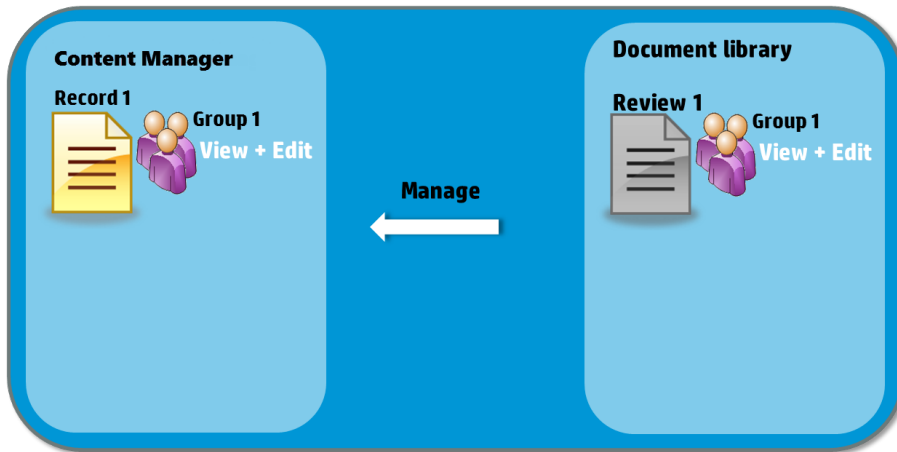 Content Manager
Record 1
Group 1
View + Edit
Manage
Document library
Review 1
Group 1
View + Edit